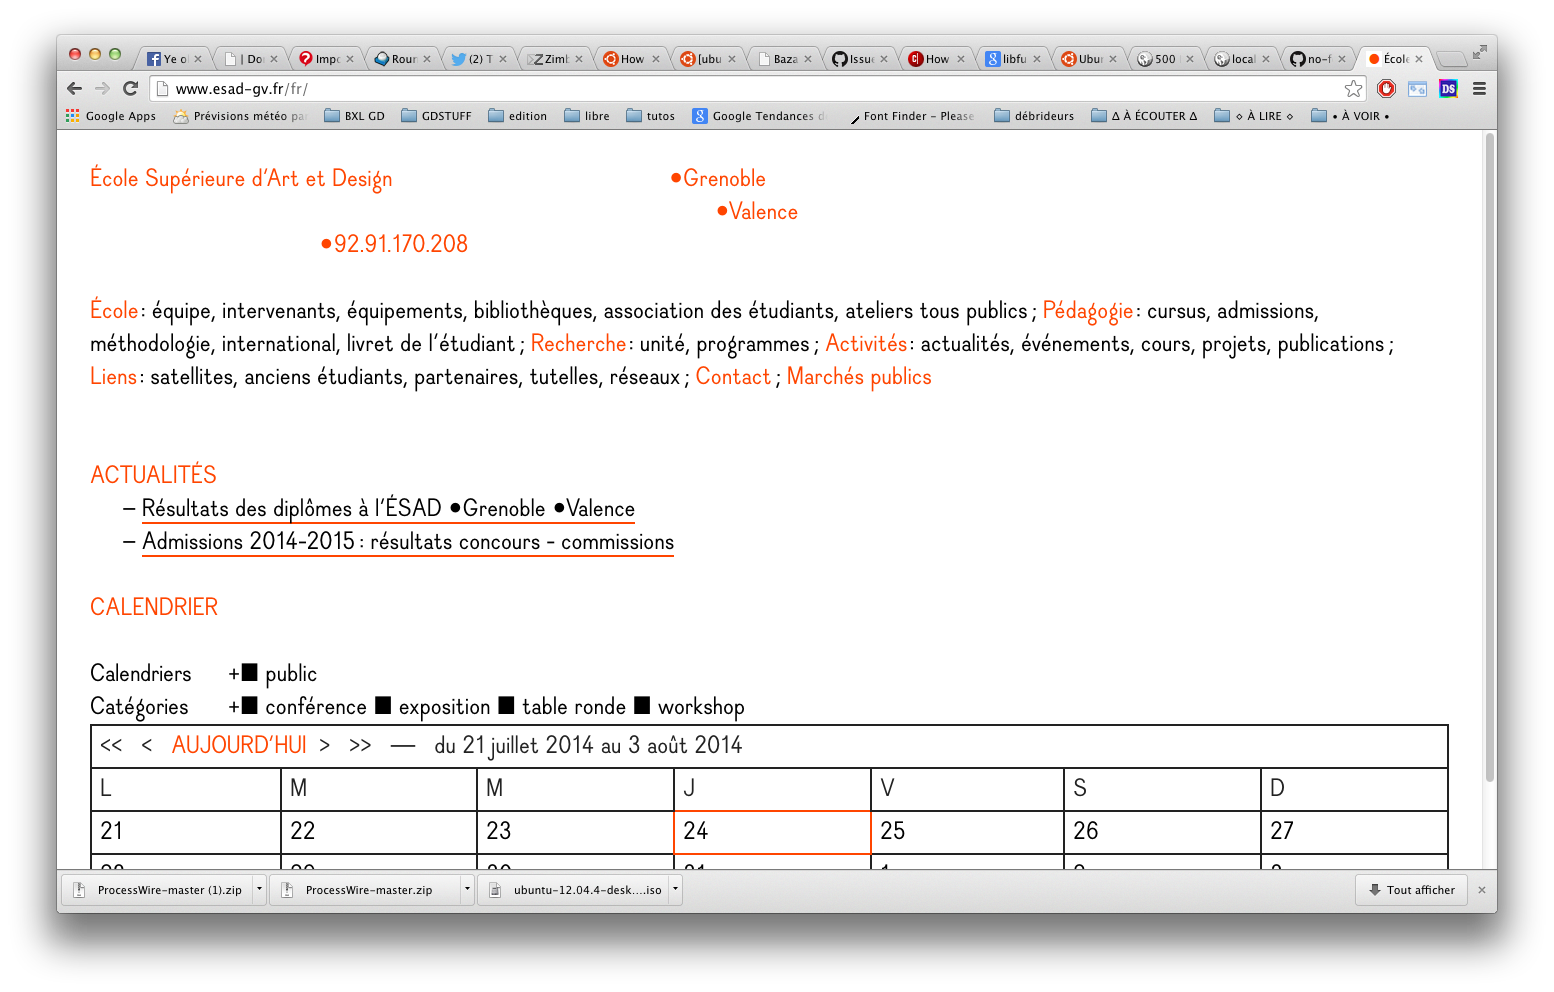 Ye o
| Do
Impo
Roun
(2) T
Zimb
How
[ubu
Baza
Issue
How
libfu
Ubun
500
local
no-f
École
www.esad-gv.fr/fr/
Google Apps
Prévisions météo pa
BXL GD
GDSTUFF
edition
libre
tutos
Google Tendances d
Font Finder - Please
débrideurs
∆ À ÉCOUTER ∆
⋄ À LIRE ⋄
• À VOIR •
École Supérieure d'Art et Design
•Grenoble
•Valence
•92.91.170.208
École : équipe, intervenants, équipements, bibliothèques, association des étudiants, ateliers tous publics ; Pédagogie : cursus, admissions,
méthodologie, international, livret de l'étudiant ; Recherche : unité, programmes ; Activités : actualités, événements, cours, projets, publications ;
Liens : satellites, anciens étudiants, partenaires, tutelles, réseaux ; Contact ; Marchés publics
ACTUALITÉS
– Résultats des diplômes à l'ÉSAD •Grenoble •Valence
– Admissions 2014-2015 : résultats concours - commissions
CALENDRIER
Calendriers +■ public
Catégories +■ conférence ■ exposition ■ table ronde ■ workshop
<< < AUJOURD'HUI > >> — du 21 juillet 2014 au 3 août 2014
L M M J V S D
21 22 23 24 25 26 27
ProcessWire-master (1).zip
ProcessWire-master.zip
ubuntu-12.04.4-desk....iso
Tout afficher